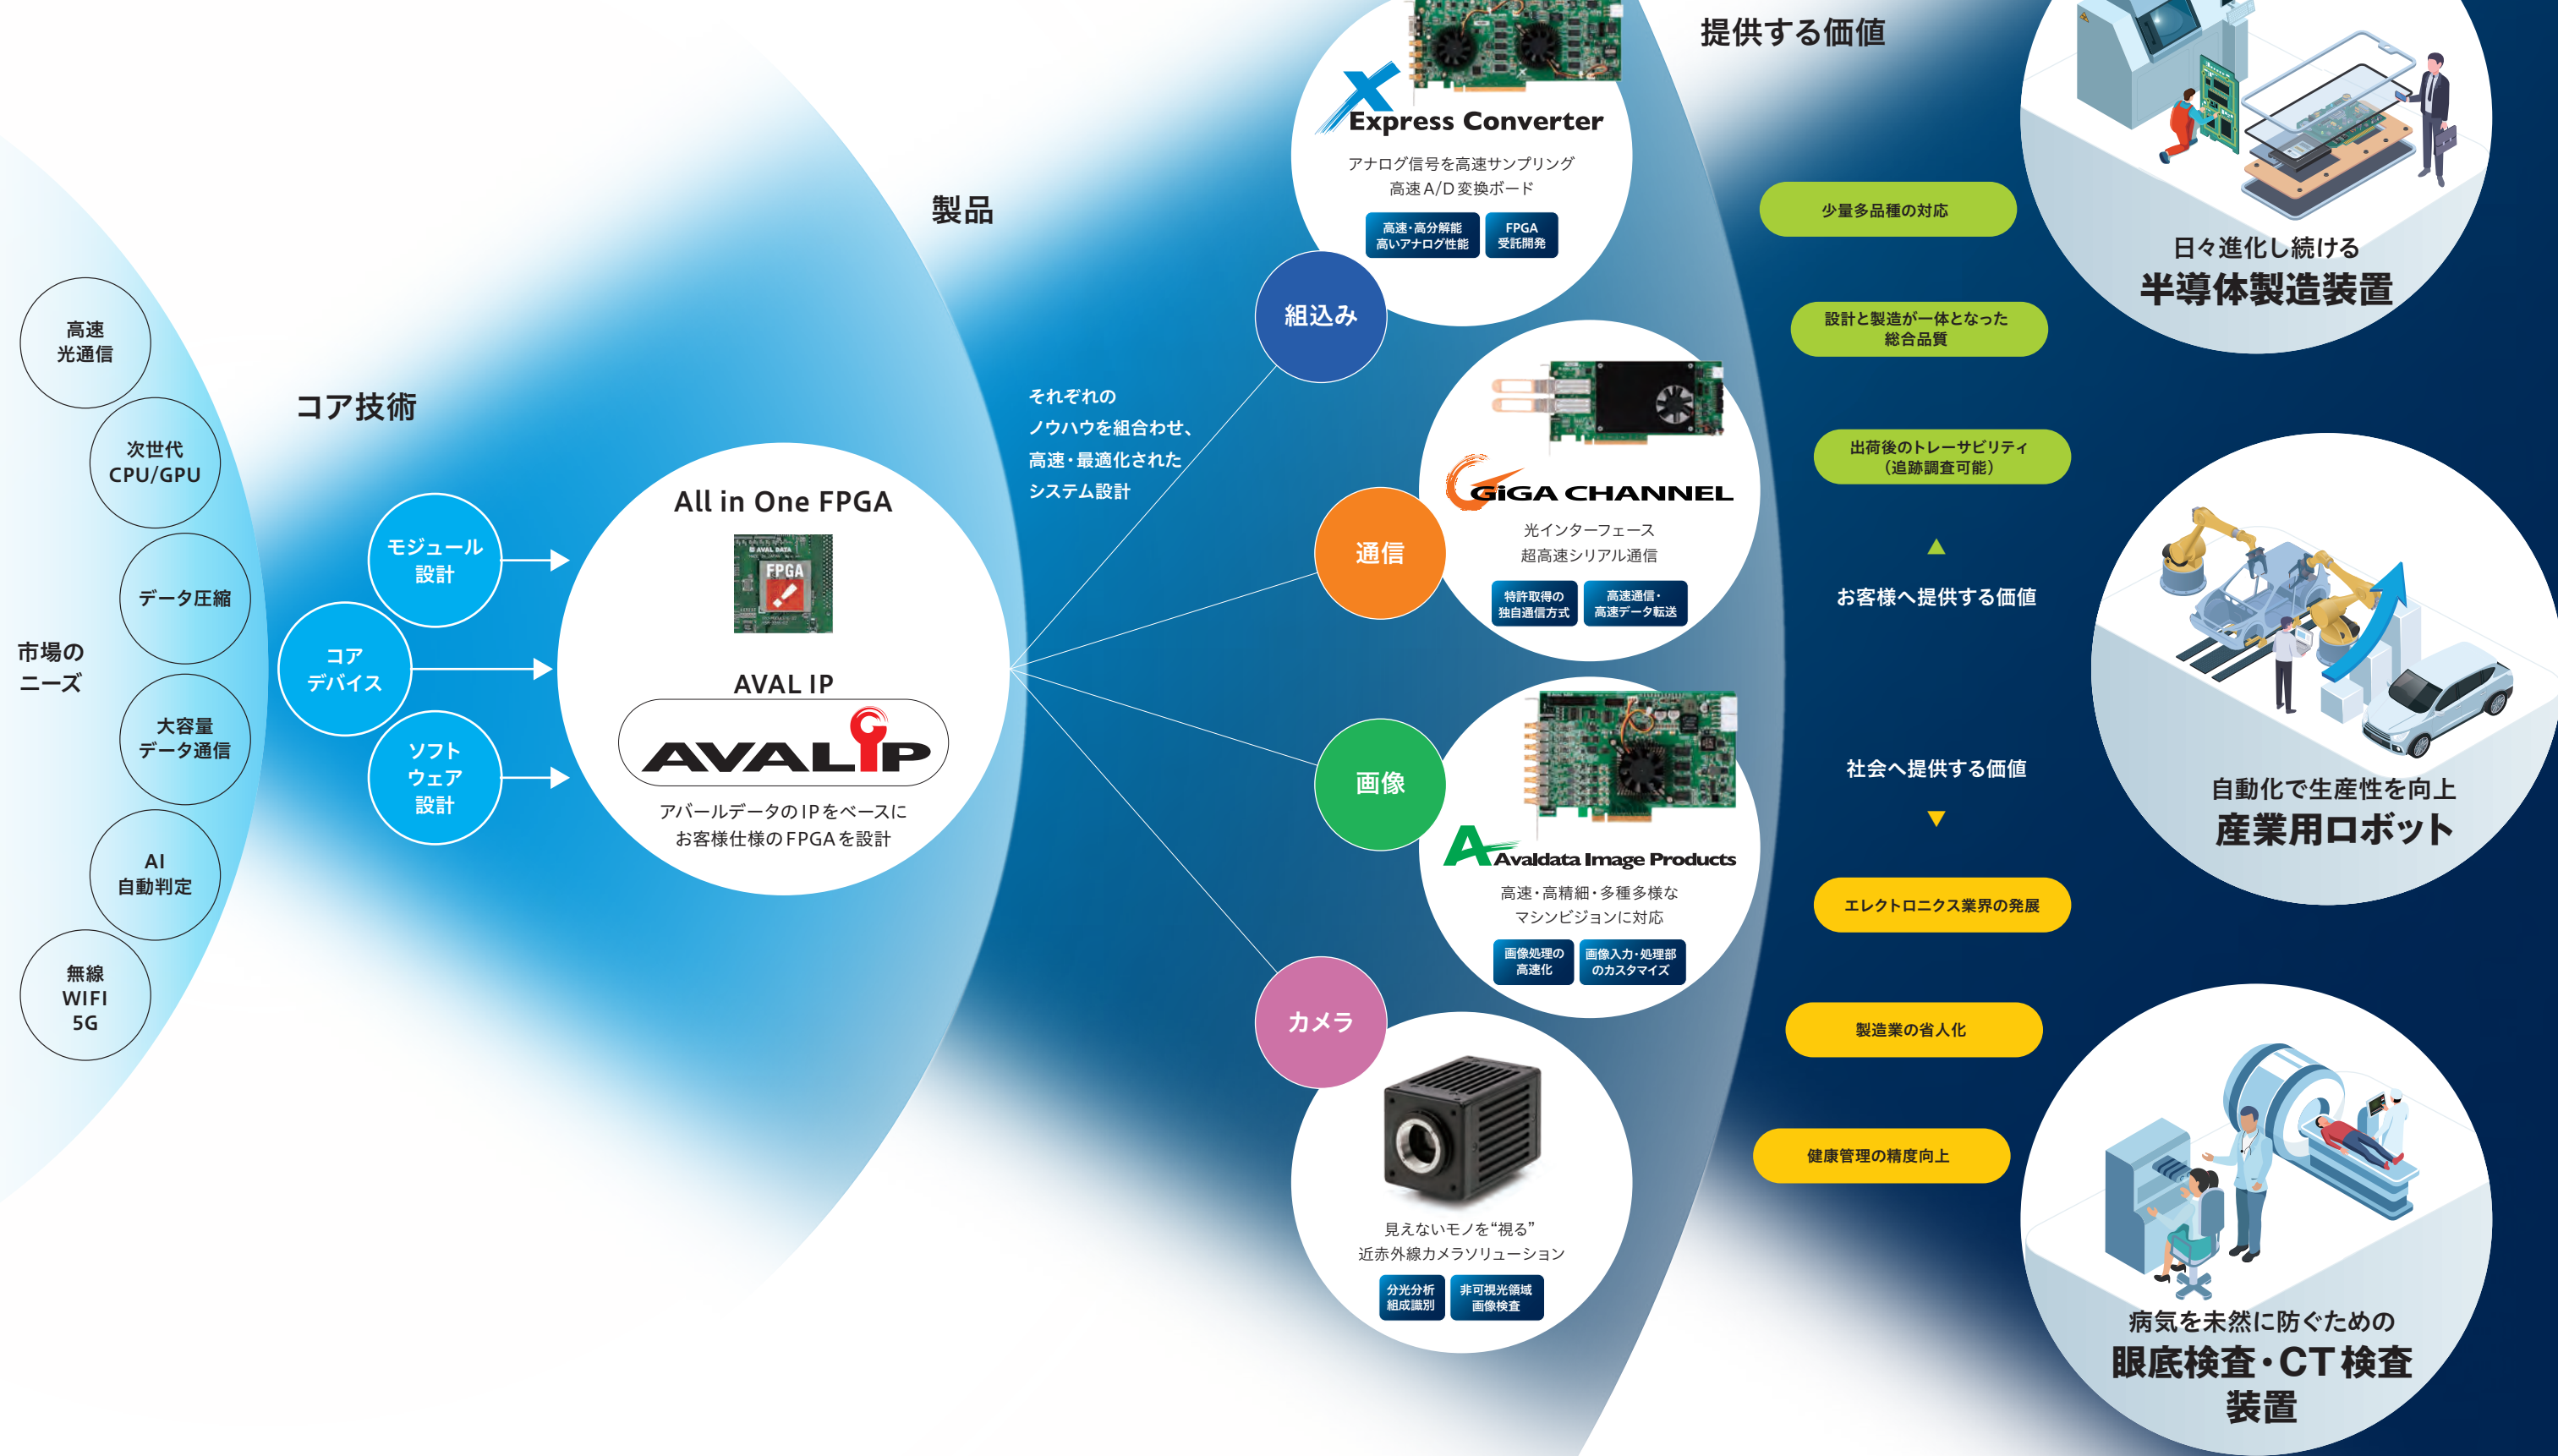 市場の
ニーズ
高速
光通信
次世代
CPU/GPU
データ圧縮
大容量
データ通信
AI
自動判定
無線
WIFI
5G
コア技術
モジュール
設計
コア
デバイス
ソフト
ウェア
設計
All in One FPGA
AVAL DATA
FPGA
AVAL IP
AVAL IP
アバールデータのIPをベースに
お客様仕様のFPGAを設計
製品
それぞれの
ノウハウを組合わせ、
高速・最適化された
システム設計
組込み
Express Converter
アナログ信号を高速サンプリング
高速A/D変換ボード
高速・高分解能
高いアナログ性能
FPGA
受託開発
通信
GiGA CHANNEL
光インターフェース
超高速シリアル通信
特許取得の
独自通信方式
高速通信・
高速データ転送
画像
Avaldata Image Products
高速・高精細・多種多様な
マシンビジョンに対応
画像処理の
高速化
画像入力・処理部
のカスタマイズ
カメラ
見えないモノを“視る”
近赤外線カメラソリューション
分光分析
組成識別
非可視光領域
画像検査
提供する価値
少量多品種の対応
設計と製造が一体となった
総合品質
出荷後のトレーサビリティ
（追跡調査可能）
▲
お客様へ提供する価値
社会へ提供する価値
▼
エレクトロニクス業界の発展
製造業の省人化
健康管理の精度向上
日々進化し続ける
半導体製造装置
自動化で生産性を向上
産業用ロボット
病気を未然に防ぐための
眼底検査・CT検査
装置